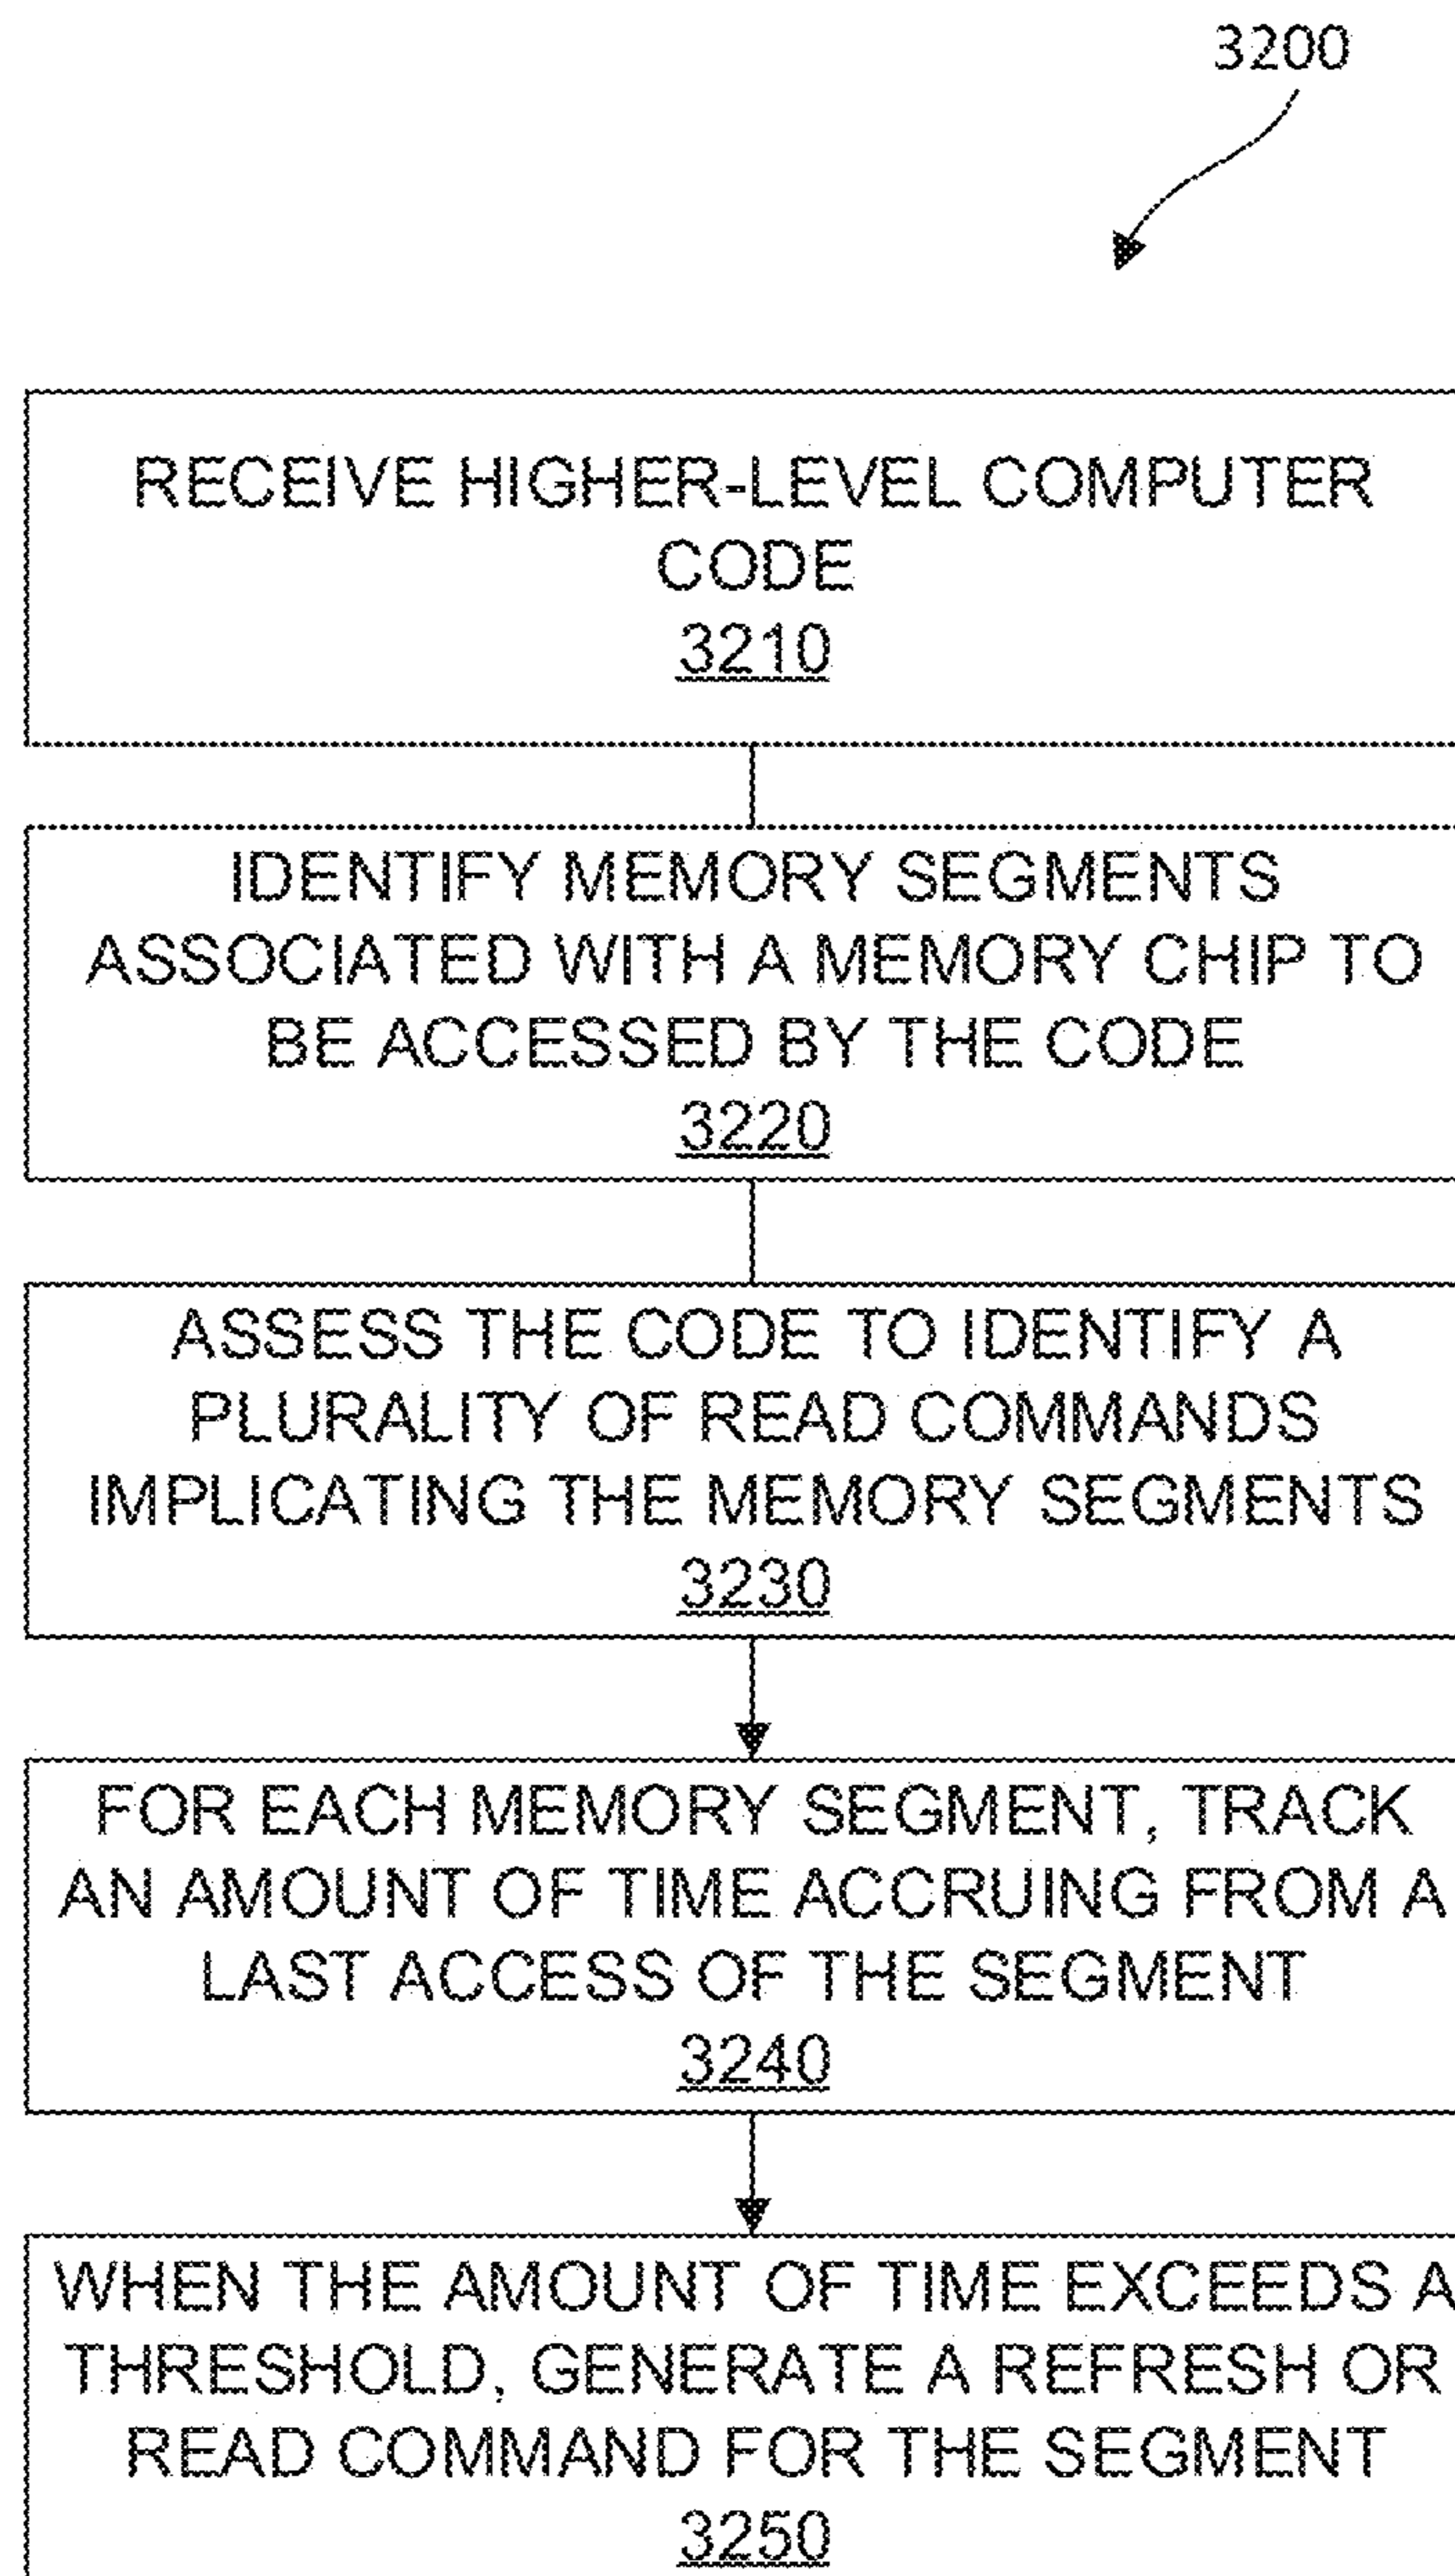 3200
RECEIVE HIGHER-LEVEL COMPUTER
CODE
3210
IDENTIFY MEMORY SEGMENTS
ASSOCIATED WITH A MEMORY CHIP TO
BE ACCESSED BY THE CODE
3220
ASSESS THE CODE TO IDENTIFY A
PLURALITY OF READ COMMANDS
IMPLICATING THE MEMORY SEGMENTS
3230
FOR EACH MEMORY SEGMENT, TRACK
AN AMOUNT OF TIME ACCRUING FROM A
LAST ACCESS OF THE SEGMENT
3240
WHEN THE AMOUNT OF TIME EXCEEDS A
THRESHOLD, GENERATE A REFRESH OR
READ COMMAND FOR THE SEGMENT
3250